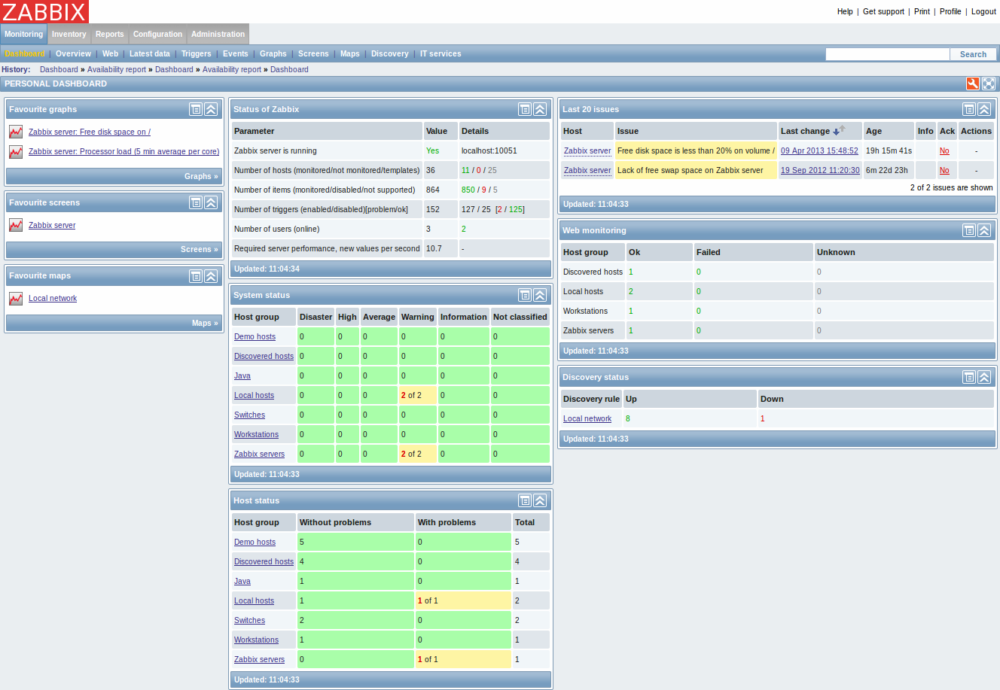 ZABBIX
Help | Get support | Print | Profile | Logout
Monitoring Inventory Reports Configuration Administration
Dashboard | Overview | Web | Latest data | Triggers | Events | Graphs | Screens | Maps | Discovery | IT services Search
History: Dashboard » Availability report » Dashboard » Availability report » Dashboard
PERSONAL DASHBOARD
Favourite graphs
Zabbix server: Free disk space on /
Zabbix server: Processor load (5 min average per core)
Graphs »
Favourite screens
Zabbix server
Screens »
Favourite maps
Local network
Maps »
Status of Zabbix
Parameter Value Details
Zabbix server is running Yes localhost:10051
Number of hosts (monitored/not monitored/templates) 36 11 / 0 / 25
Number of items (monitored/disabled/not supported) 864 850 / 9 / 5
Number of triggers (enabled/disabled)[problem/ok] 152 127 / 25 [2 / 125]
Number of users (online) 3 2
Required server performance, new values per second 10.7 -
Updated: 11:04:34
System status
Host group Disaster High Average Warning Information Not classified
Demo hosts 0 0 0 0 0 0
Discovered hosts 0 0 0 0 0 0
Java 0 0 0 0 0 0
Local hosts 0 0 0 2 of 2 0 0
Switches 0 0 0 0 0 0
Workstations 0 0 0 0 0 0
Zabbix servers 0 0 0 2 of 2 0 0
Updated: 11:04:33
Host status
Host group Without problems With problems Total
Demo hosts 5 0 5
Discovered hosts 4 0 4
Java 1 0 1
Local hosts 1 1 of 1 2
Switches 2 0 2
Workstations 1 0 1
Zabbix servers 0 1 of 1 1
Updated: 11:04:33
Last 20 issues
Host Issue Last change Age Info Ack Actions
Zabbix server Free disk space is less than 20% on volume / 09 Apr 2013 15:48:52 19h 15m 41s No -
Zabbix server Lack of free swap space on Zabbix server 19 Sep 2012 11:20:30 6m 22d 23h No -
2 of 2 issues are shown
Updated: 11:04:33
Web monitoring
Host group Ok Failed Unknown
Discovered hosts 1 0 0
Local hosts 2 0 0
Workstations 1 0 0
Zabbix servers 1 0 0
Updated: 11:04:33
Discovery status
Discovery rule Up Down
Local network 8 1
Updated: 11:04:33